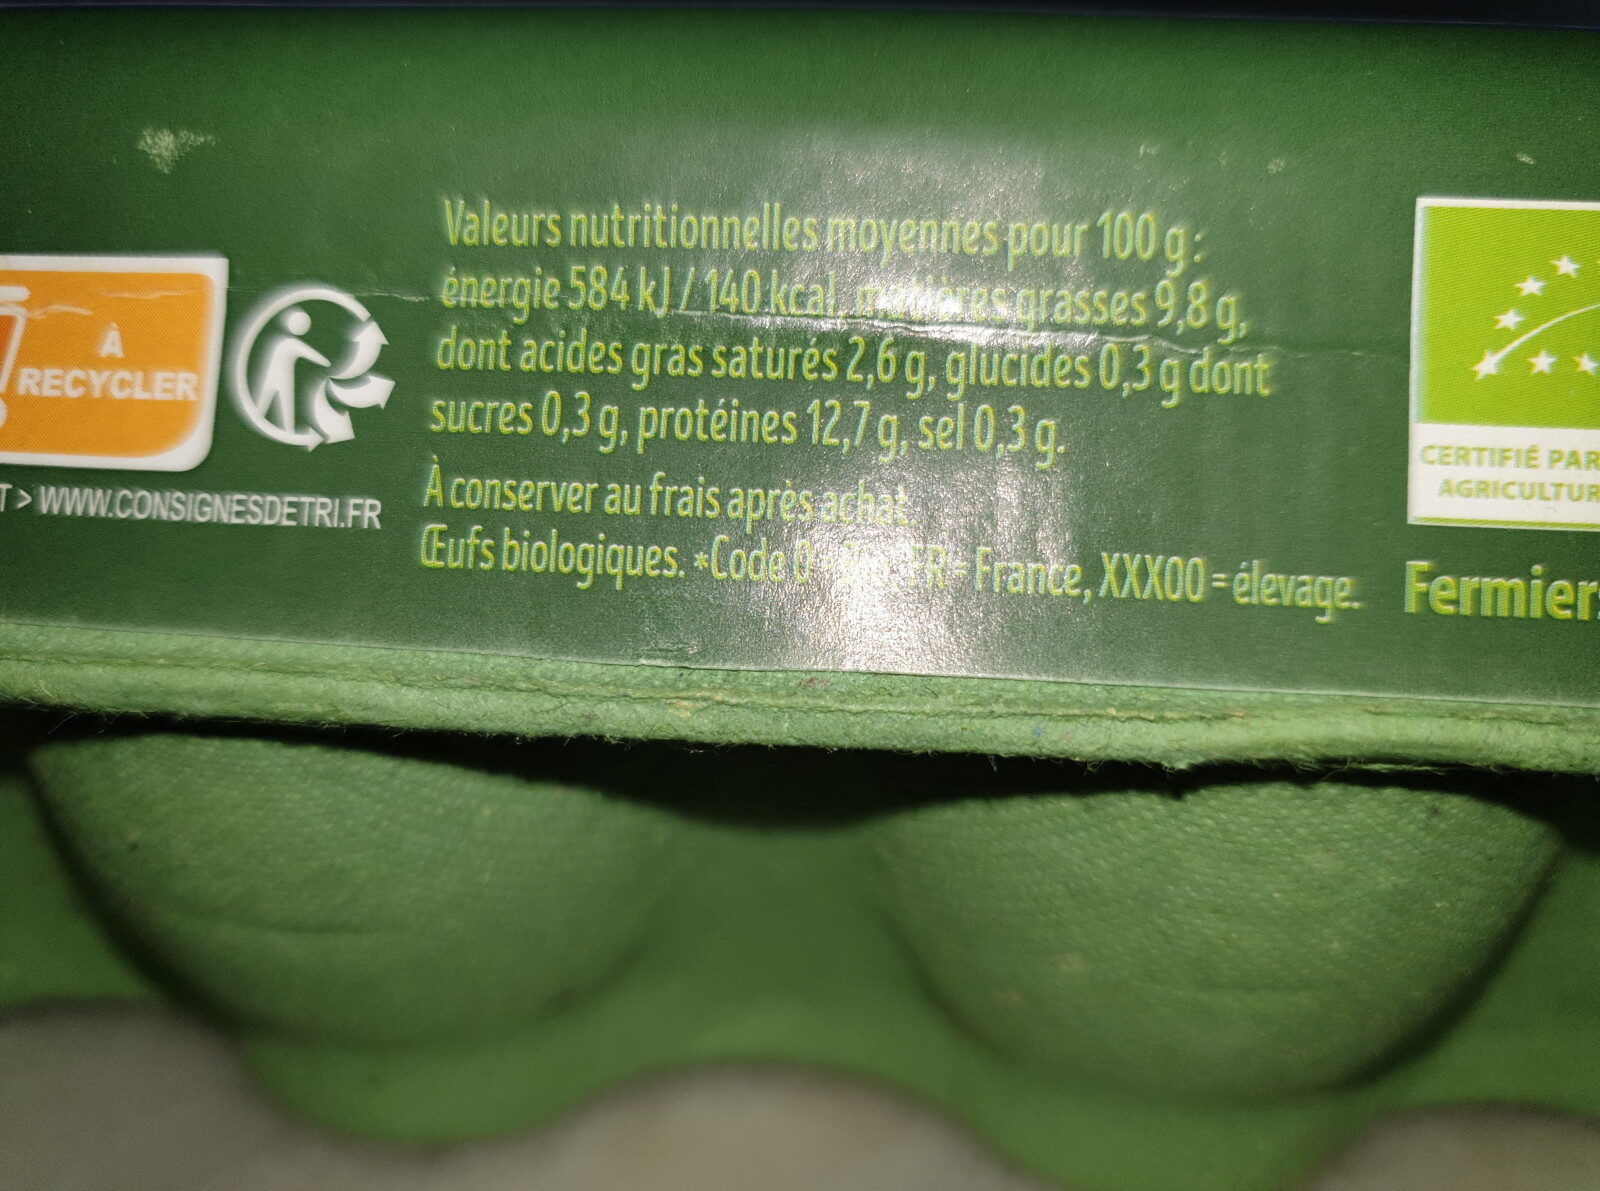 Valeurs nutritionnelles moyennes pour 100 g :
énergie 584 kJ / 140 kcal, matières grasses 9,8 g,
dont acides gras saturés 2,6 g, glucides 0,3 g dont
sucres 0,3 g, protéines 12,7 g, sel 0,3 g.
À conserver au frais après achat.
Œufs biologiques. *Code 0 FR = France, XXX00 = élevage.
À
RECYCLER
T > WWW.CONSIGNESDETRI.FR
CERTIFIÉ PAR
AGRICULTUR
Fermiers